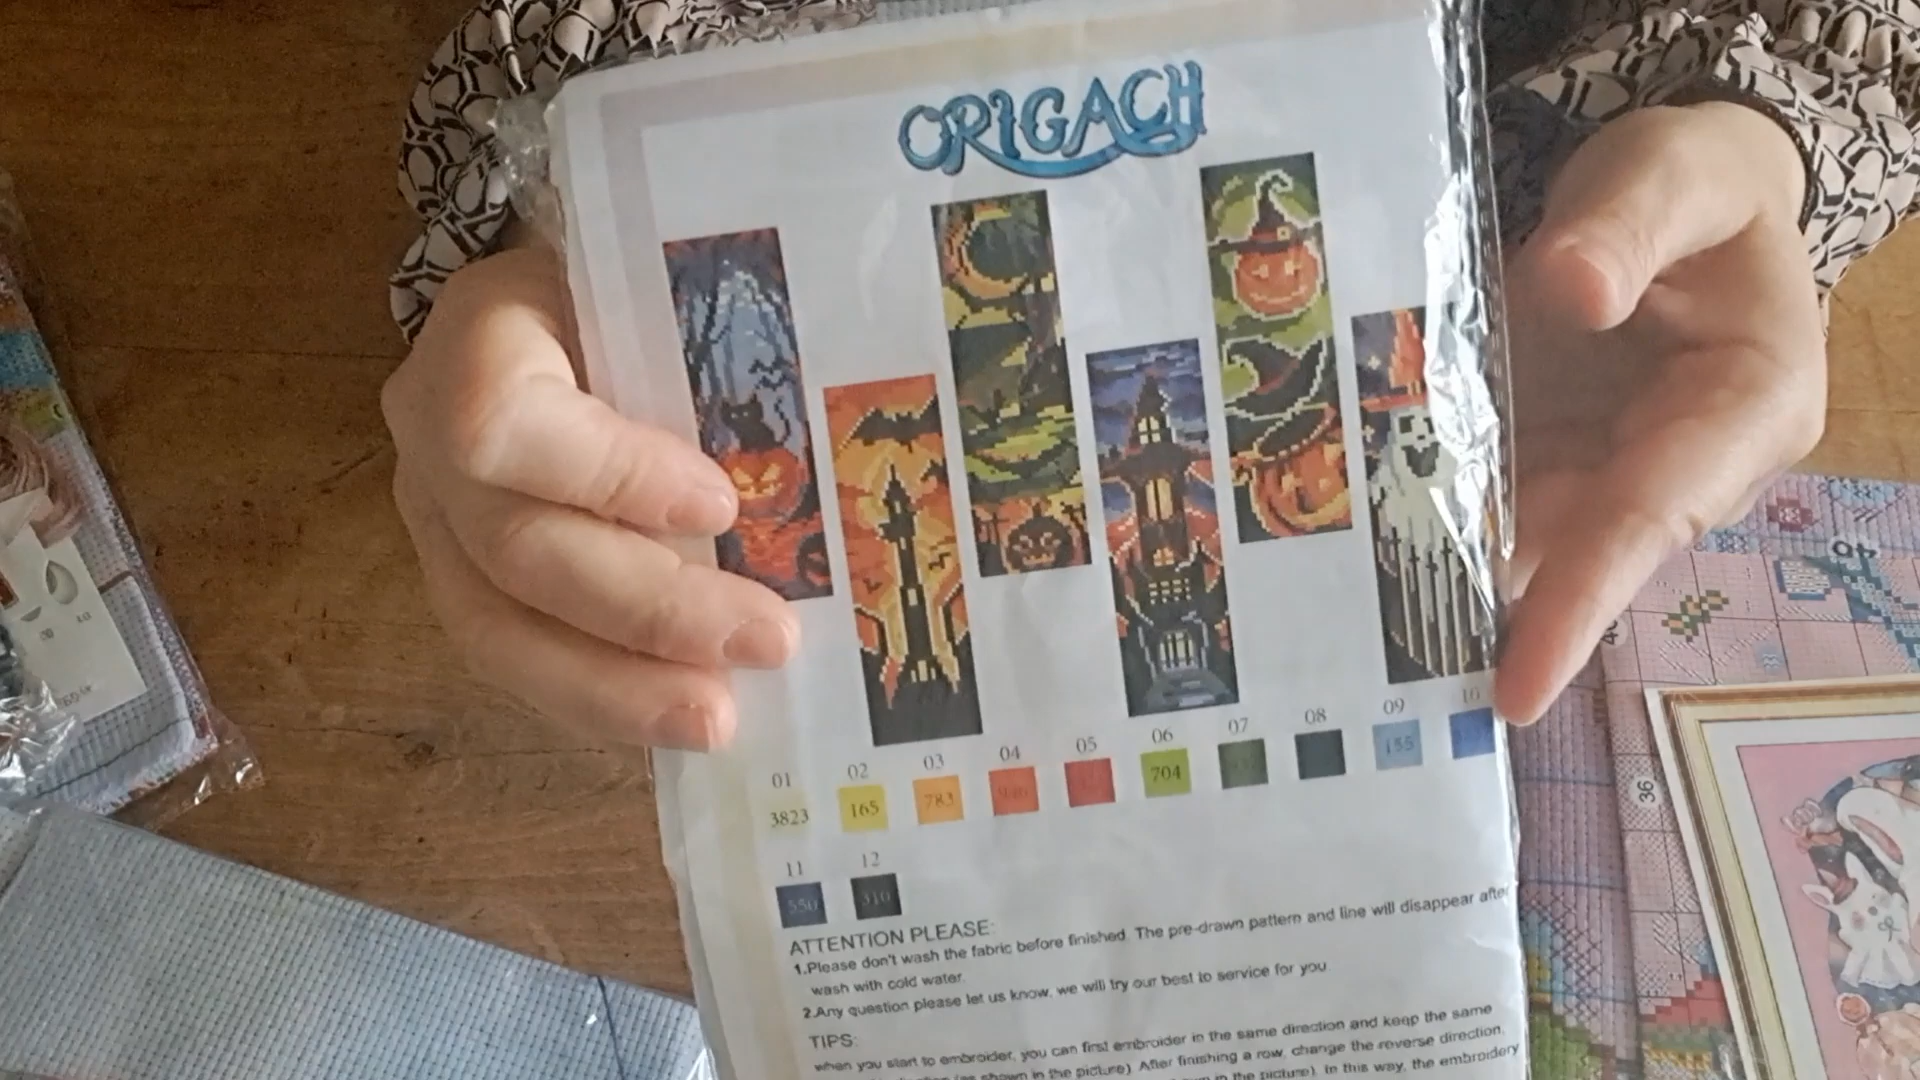 ORIGACH
01 02 03 04 05 06 07 08 09 10
3823 165 783 704 155
11 12
550 310
ATTENTION PLEASE:
1.Please don't wash the fabric before finished. The pre-drawn pattern and line will disappear after
wash with cold water.
2.Any question please let us know, we will try our best to service for you.
TIPS:
when you start to embroider, you can first embroider in the same direction and keep the same
(as shown in the picture). After finishing a row, change the reverse direction,
in the picture). In this way, the embroidery
40
36